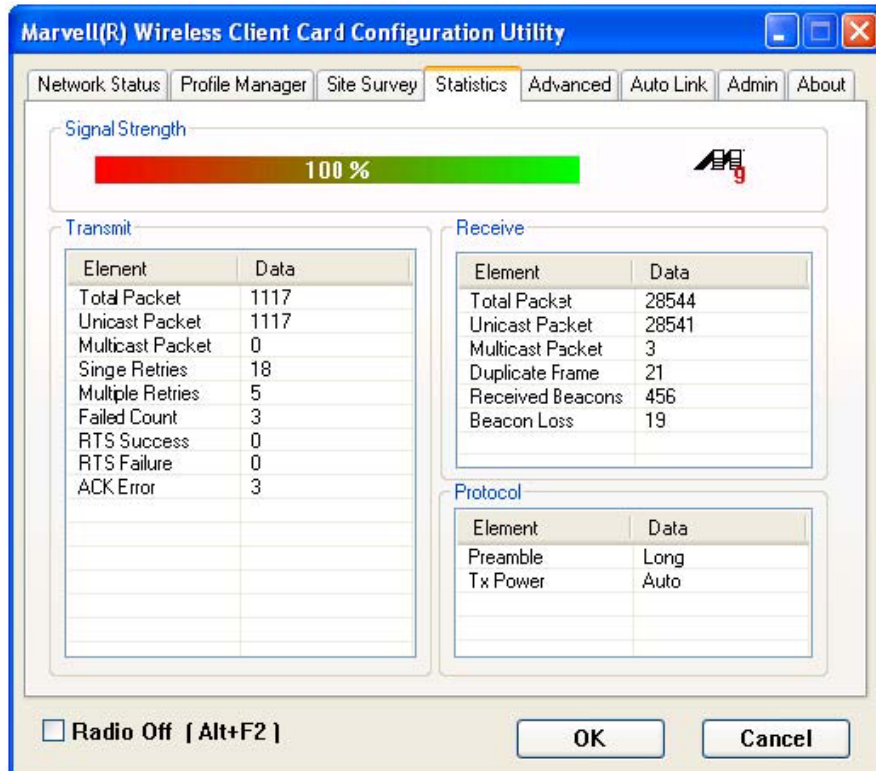 Marvell(R) Wireless Client Card Configuration Utility
Network Status Profile Manager Site Survey Statistics Advanced Auto Link Admin About
Signal Strength
100 %
g
Transmit
Element Data
Total Packet 1117
Unicast Packet 1117
Multicast Packet 0
Singe Retries 18
Multiple Retries 5
Failed Count 3
RTS Success 0
RTS Failure 0
ACK Error 3
Receive
Element Data
Total Packet 28544
Unicast Packet 28541
Multicast Packet 3
Duplicate Frame 21
Received Beacons 456
Beacon Loss 19
Protocol
Element Data
Preamble Long
Tx Power Auto
Radio Off ( Alt+F2 )
OK Cancel